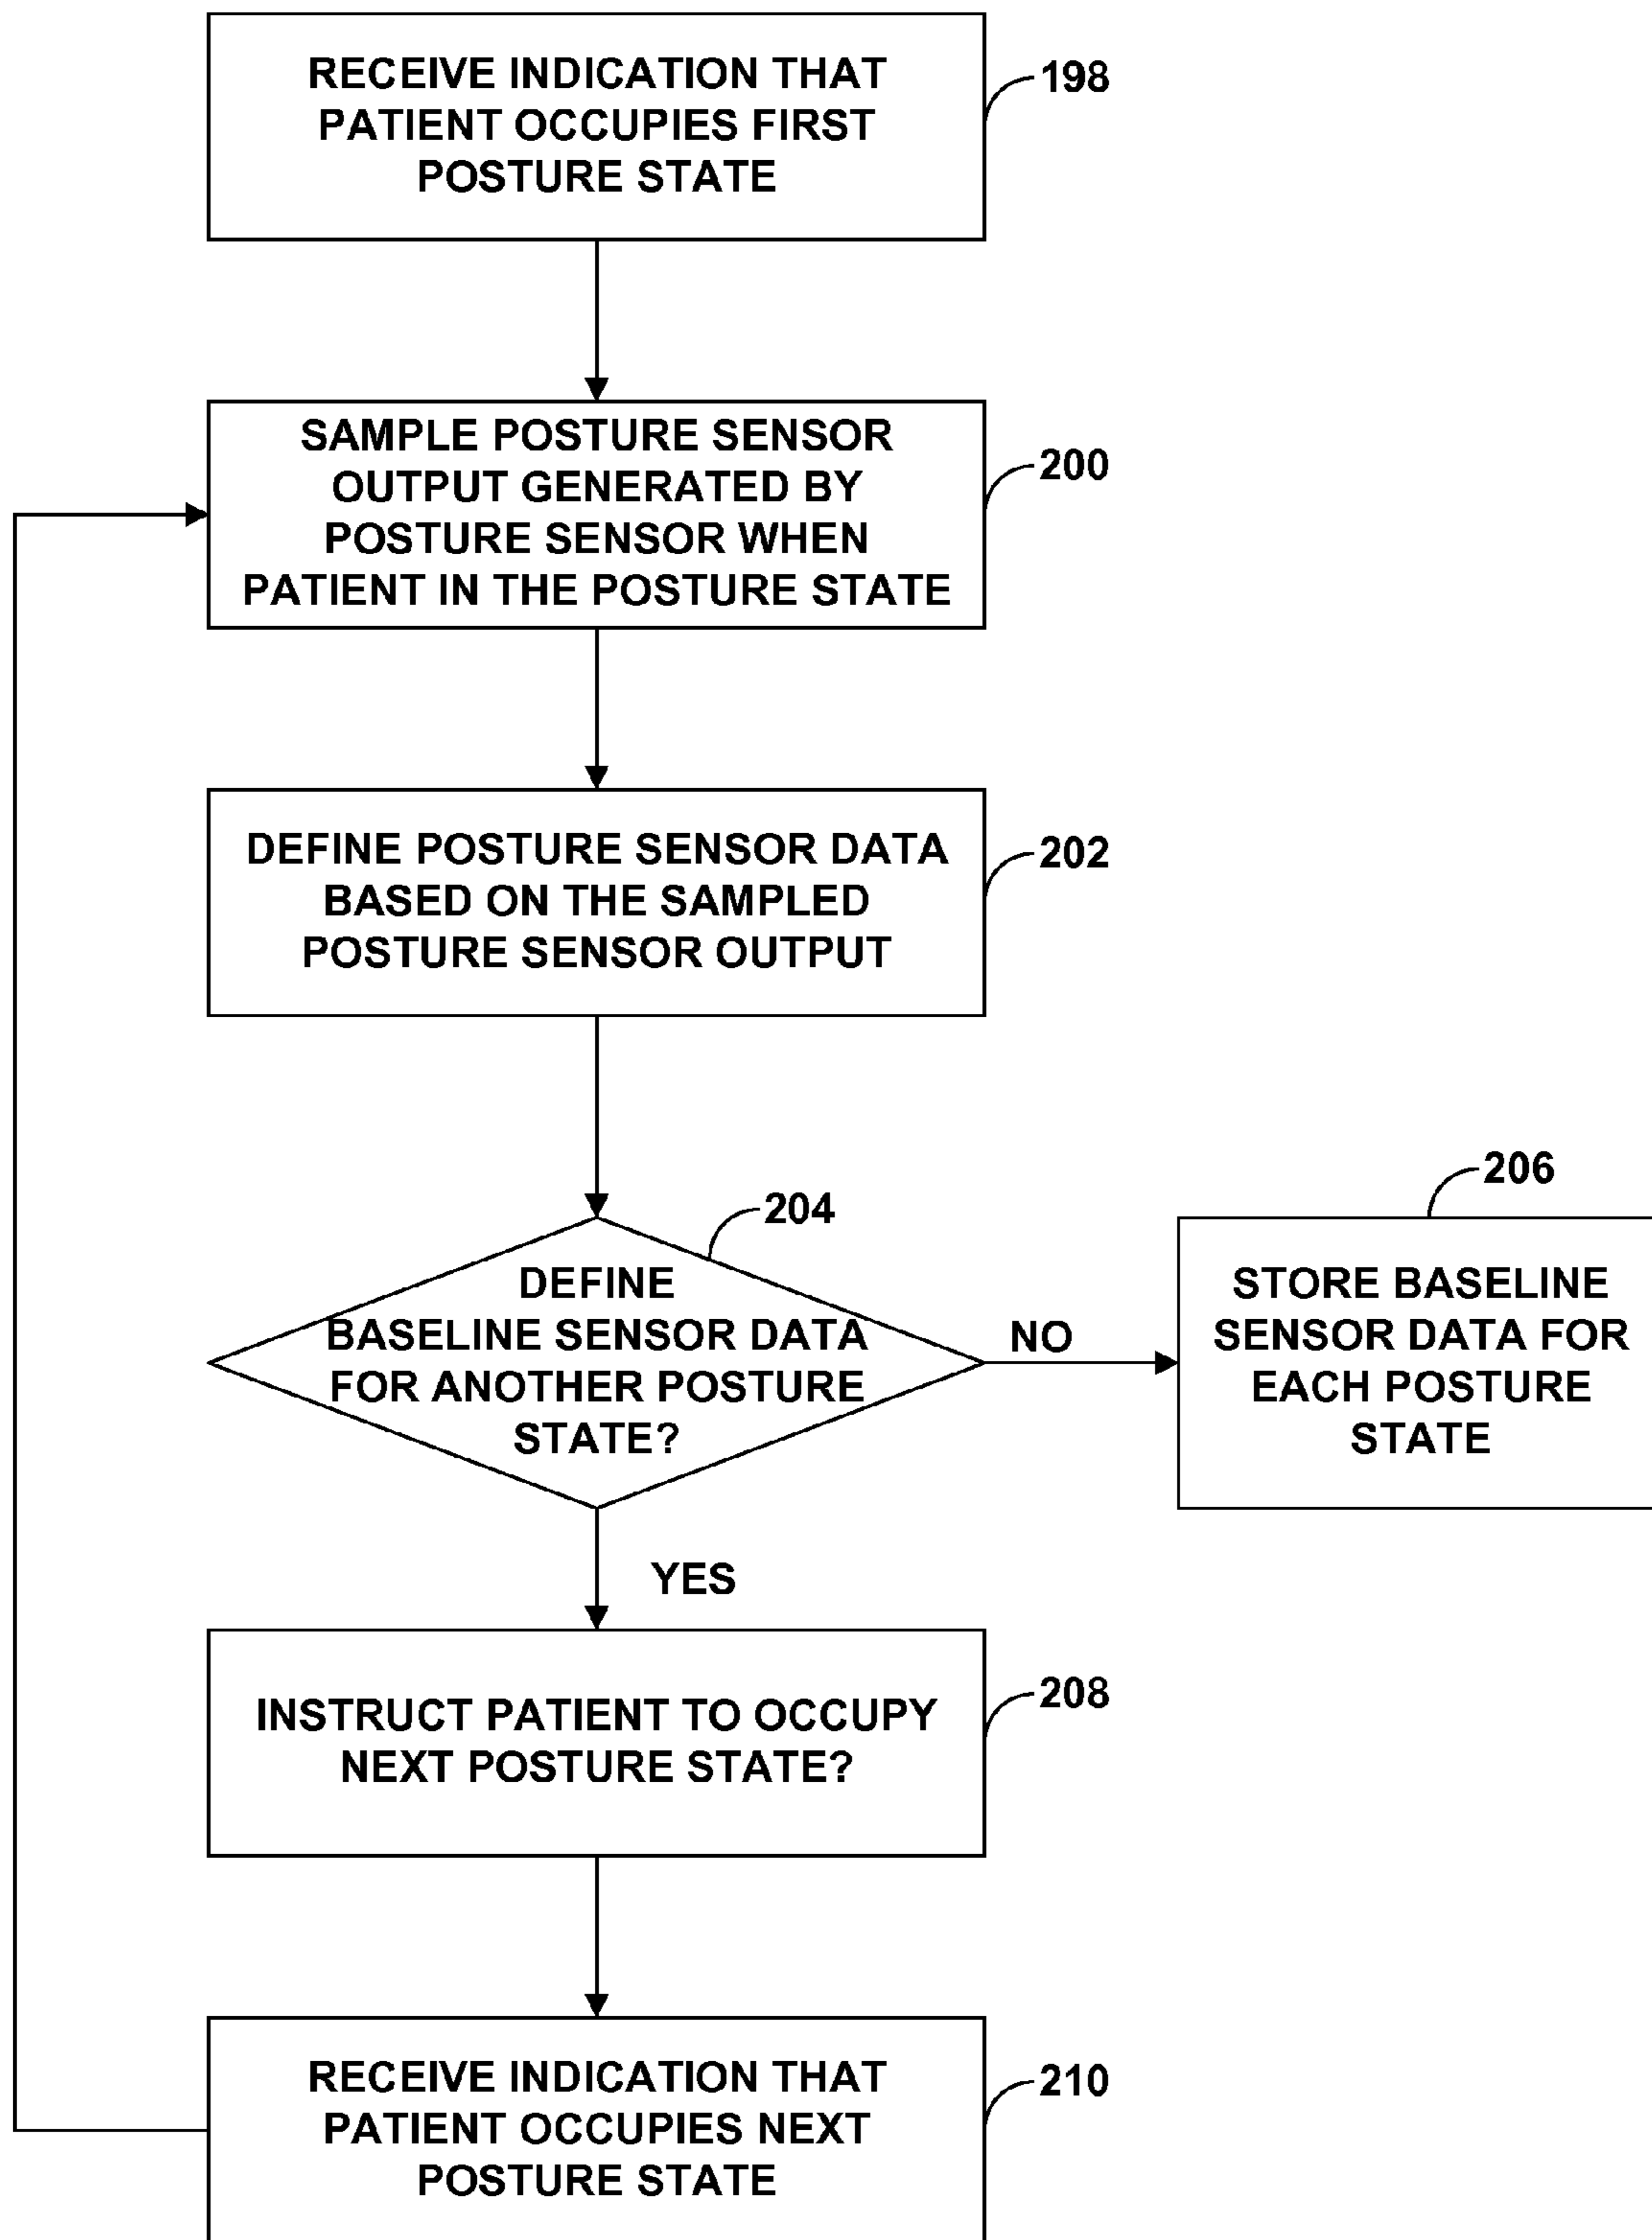 RECEIVE INDICATION THAT
PATIENT OCCUPIES FIRST
POSTURE STATE
198
SAMPLE POSTURE SENSOR
OUTPUT GENERATED BY
POSTURE SENSOR WHEN
PATIENT IN THE POSTURE STATE
200
DEFINE POSTURE SENSOR DATA
BASED ON THE SAMPLED
POSTURE SENSOR OUTPUT
202
204
DEFINE
BASELINE SENSOR DATA
FOR ANOTHER POSTURE
STATE?
NO
206
STORE BASELINE
SENSOR DATA FOR
EACH POSTURE
STATE
YES
INSTRUCT PATIENT TO OCCUPY
NEXT POSTURE STATE?
208
RECEIVE INDICATION THAT
PATIENT OCCUPIES NEXT
POSTURE STATE
210